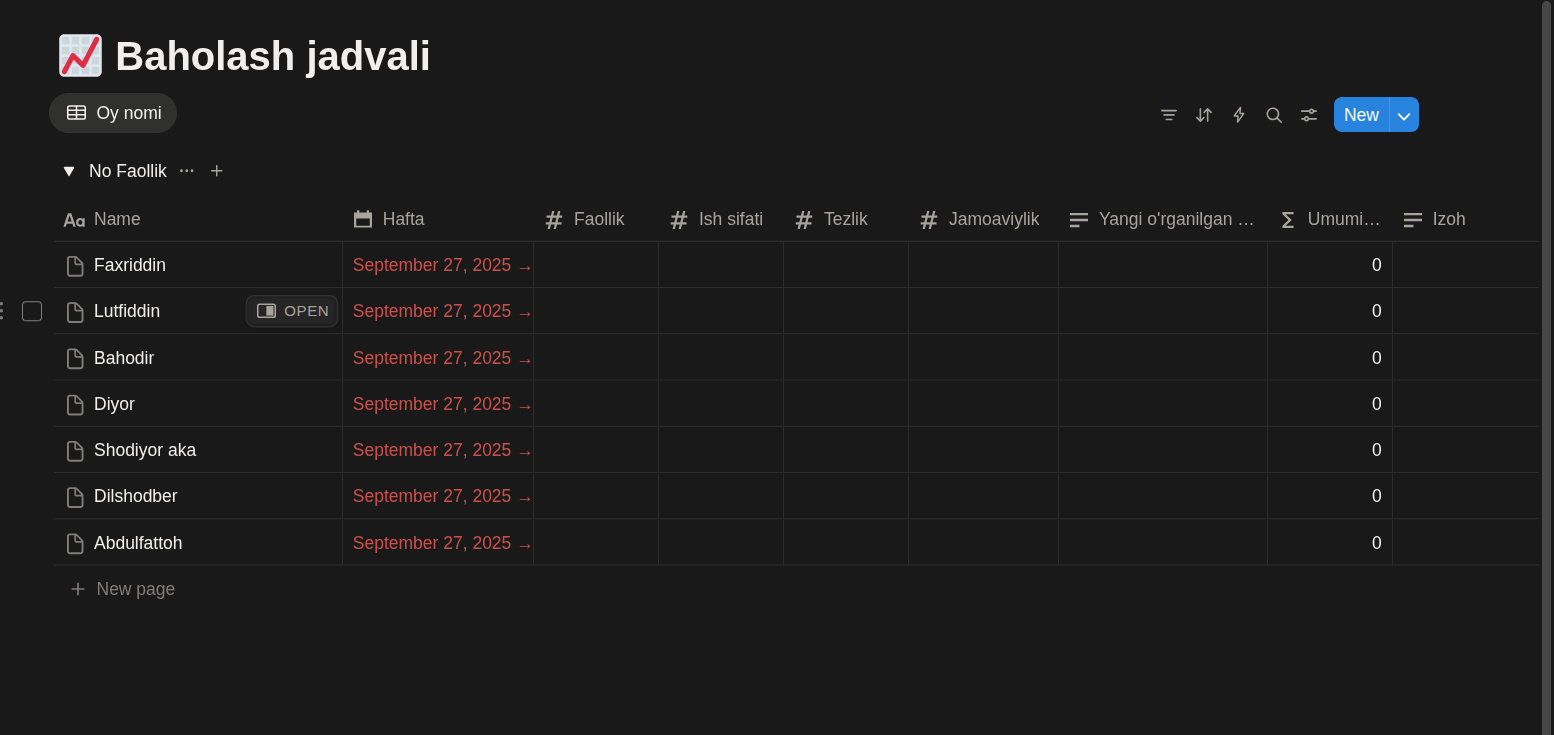 Baholash jadvali
Oy nomi
New
No Faollik
Name Hafta Faollik Ish sifati Tezlik Jamoaviylik Yangi o'rganilgan … Umumi… Izoh
Faxriddin September 27, 2025 → 0
Lutfiddin OPEN September 27, 2025 → 0
Bahodir September 27, 2025 → 0
Diyor September 27, 2025 → 0
Shodiyor aka September 27, 2025 → 0
Dilshodber September 27, 2025 → 0
Abdulfattoh September 27, 2025 → 0
New page